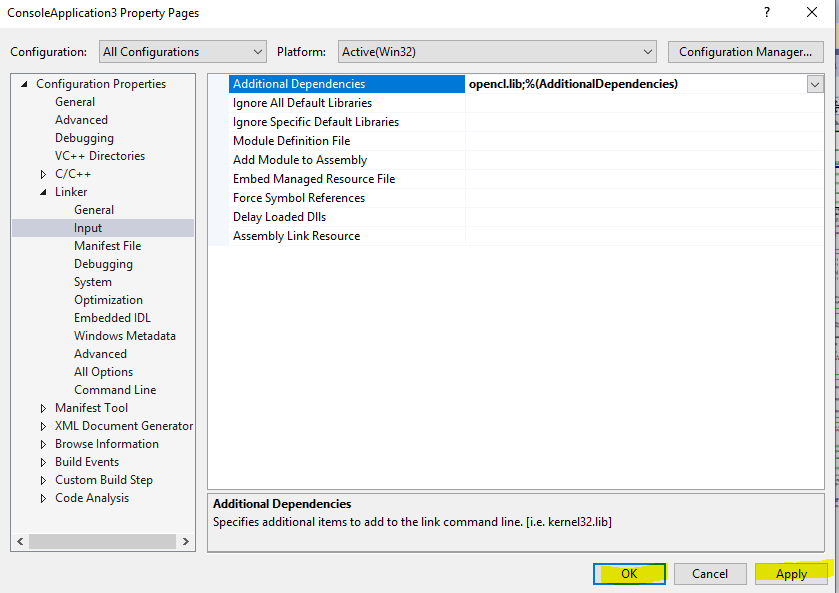 ConsoleApplication3 Property Pages ?
Configuration: All Configurations Platform: Active(Win32) Configuration Manager...
Configuration Properties
General
Advanced
Debugging
VC++ Directories
C/C++
Linker
General
Input
Manifest File
Debugging
System
Optimization
Embedded IDL
Windows Metadata
Advanced
All Options
Command Line
Manifest Tool
XML Document Generator
Browse Information
Build Events
Custom Build Step
Code Analysis
Additional Dependencies opencl.lib;%(AdditionalDependencies)
Ignore All Default Libraries
Ignore Specific Default Libraries
Module Definition File
Add Module to Assembly
Embed Managed Resource File
Force Symbol References
Delay Loaded Dlls
Assembly Link Resource
Additional Dependencies
Specifies additional items to add to the link command line. [i.e. kernel32.lib]
OK Cancel Apply